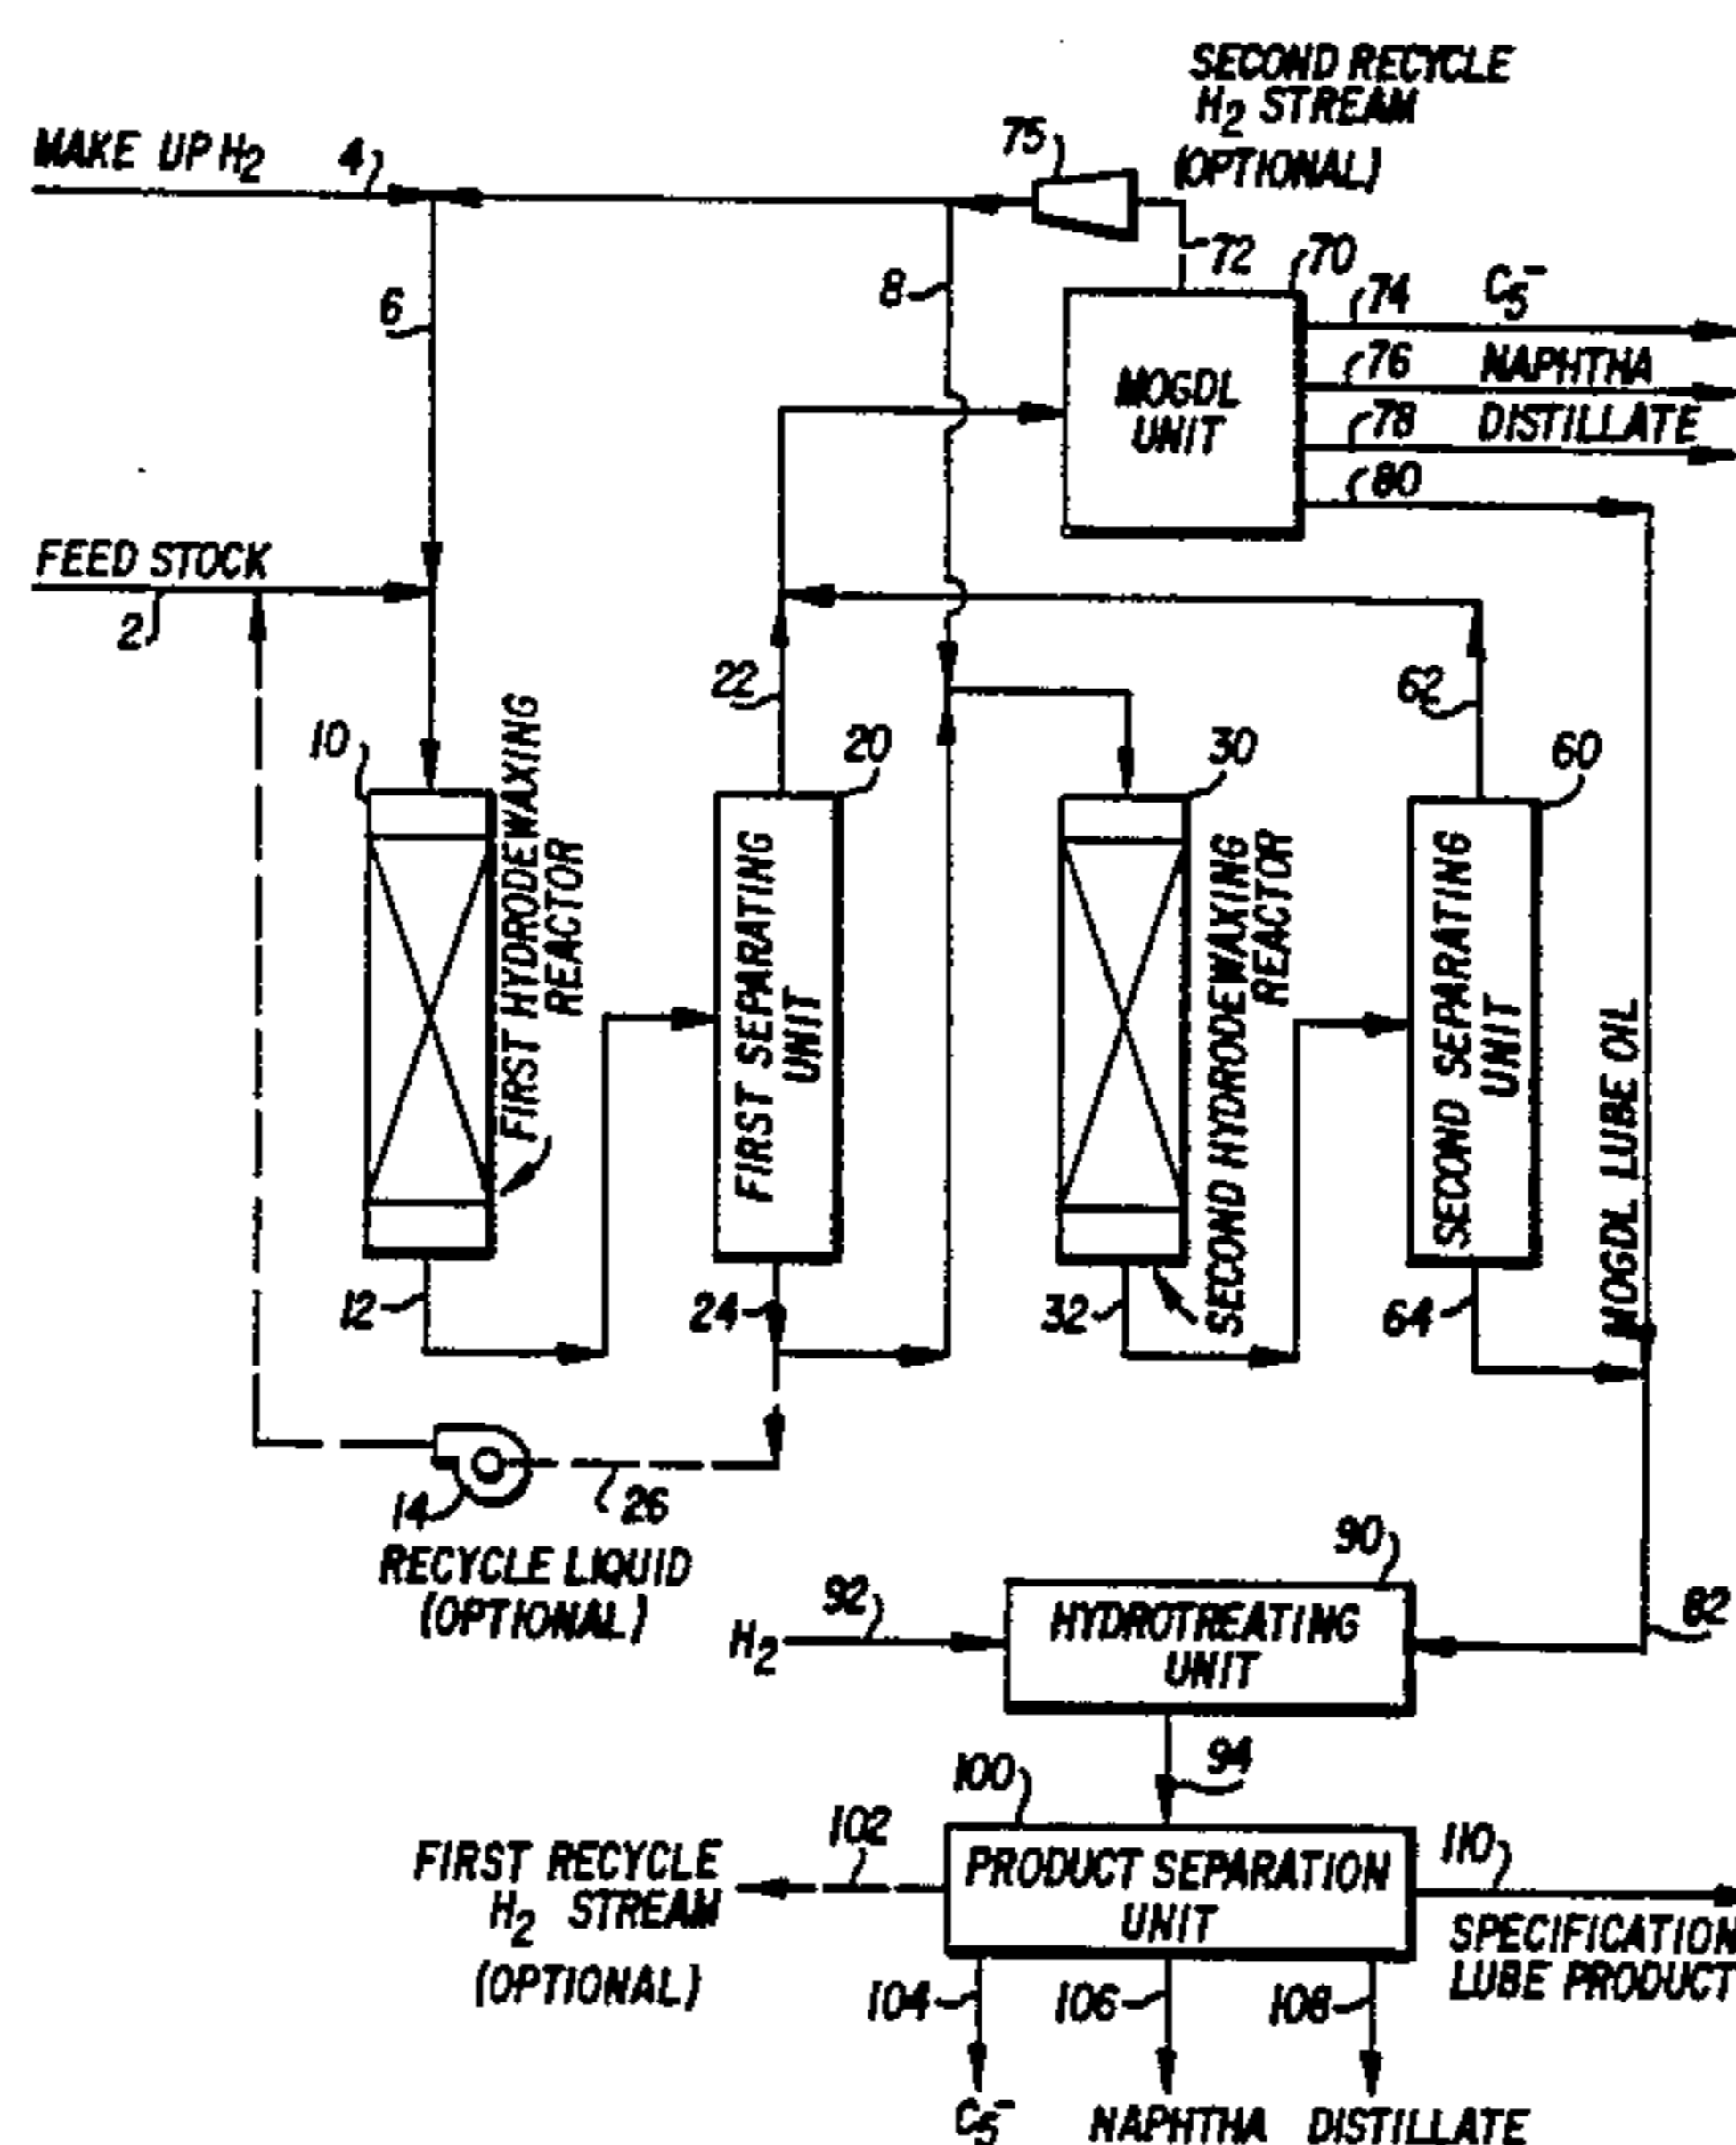 SECOND RECYCLE
H2 STREAM
(OPTIONAL)
MAKE UP H2
4
75
72
70
6
8
74
C5-
76
NAPHTHA
78
DISTILLATE
80
MOGDL
UNIT
FEED STOCK
2
22
62
10
20
30
60
FIRST HYDRODEWAXING
REACTOR
FIRST SEPARATING
UNIT
SECOND HYDRODEWAXING
REACTOR
SECOND SEPARATING
UNIT
MOGDL LUBE OIL
12
24
32
64
14
26
RECYCLE LIQUID
(OPTIONAL)
90
92
H2
HYDROTREATING
UNIT
82
94
100
102
110
FIRST RECYCLE
H2 STREAM
(OPTIONAL)
PRODUCT SEPARATION
UNIT
SPECIFICATION
LUBE PRODUCT
104
106
108
C5-
NAPHTHA
DISTILLATE